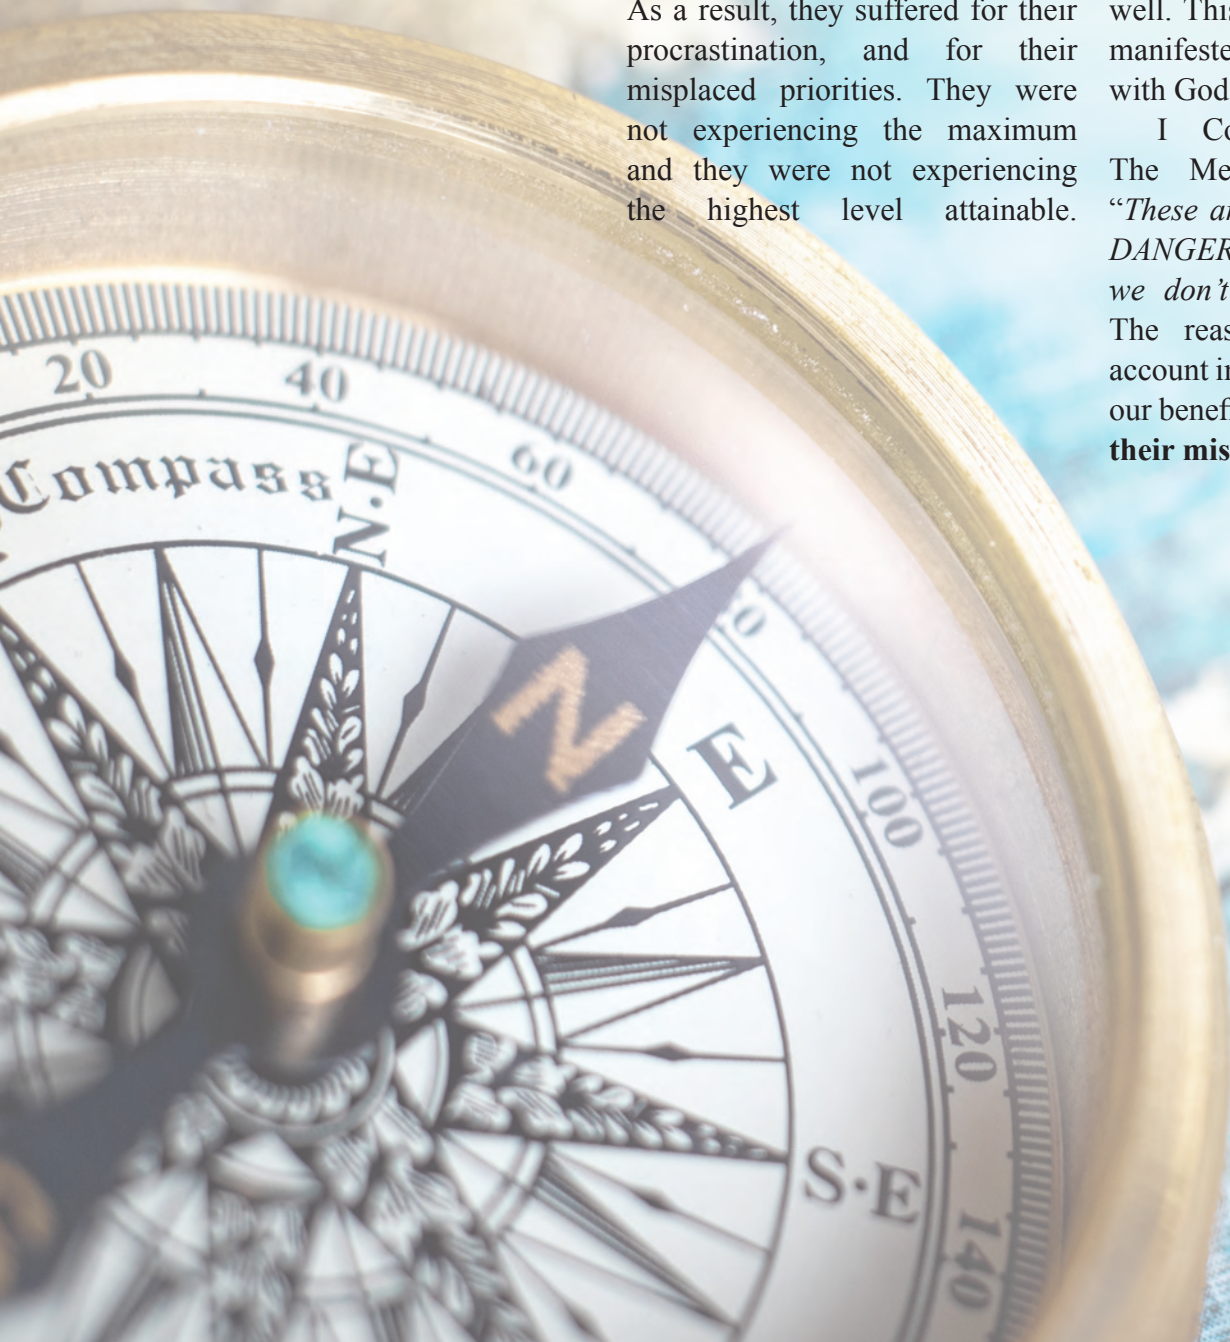 As a result, they suffered for their
procrastination, and for their
misplaced priorities. They were
not experiencing the maximum
and they were not experiencing
the highest level attainable.
well. This
manifeste
with God
I Co
The Me
“These a
DANGER
we don’t
The reas
account i
our benef
their mis
20
40
60
100
120
140
Compass
N.E
N
E
S·E